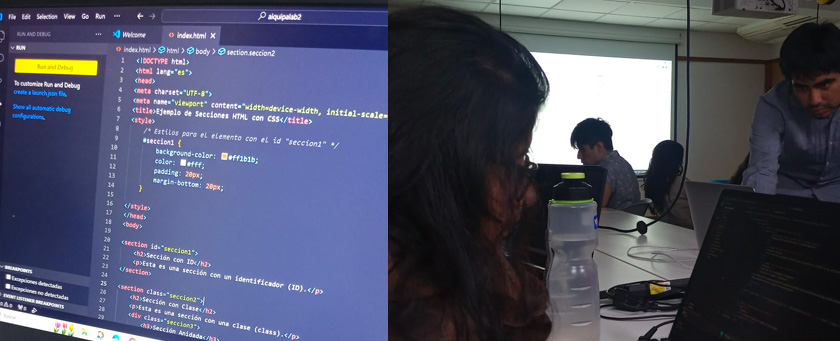 File Edit Selection View Go Run ···
aiquipalab2
RUN AND DEBUG ···
RUN
Run and Debug
To customize Run and Debug
create a launch.json file.
Show all automatic debug
configurations.
BREAKPOINTS
Excepciones detectadas
Excepciones no detectadas
EVENT LISTENER BREAKPOINTS
Welcome
index.html ×
index.html > html > body > section.seccion2
1 <!DOCTYPE html>
2 <html lang="es">
3 <head>
4 <meta charset="UTF-8">
5 <meta name="viewport" content="width=device-width, initial-scale=
6 <title>Ejemplo de Secciones HTML con CSS</title>
7 <style>
8 /* Estilos para el elemento con el id "seccion1" */
9 #seccion1 {
10 background-color: #ff1b1b;
11 color: #fff;
12 padding: 20px;
13 margin-bottom: 20px;
14 }
15
16 </style>
17 </head>
18 <body>
19
20
21 <section id="seccion1">
22 <h2>Sección con ID</h2>
23 <p>Esta es una sección con un identificador (ID).</p>
24 </section>
25
26 <section class="seccion2">
27 <h2>Sección con Clase</h2>
28 <p>Esta es una sección con una clase (class).</p>
29 <div class="seccion3">
<h3>Sección Anidada</h3>